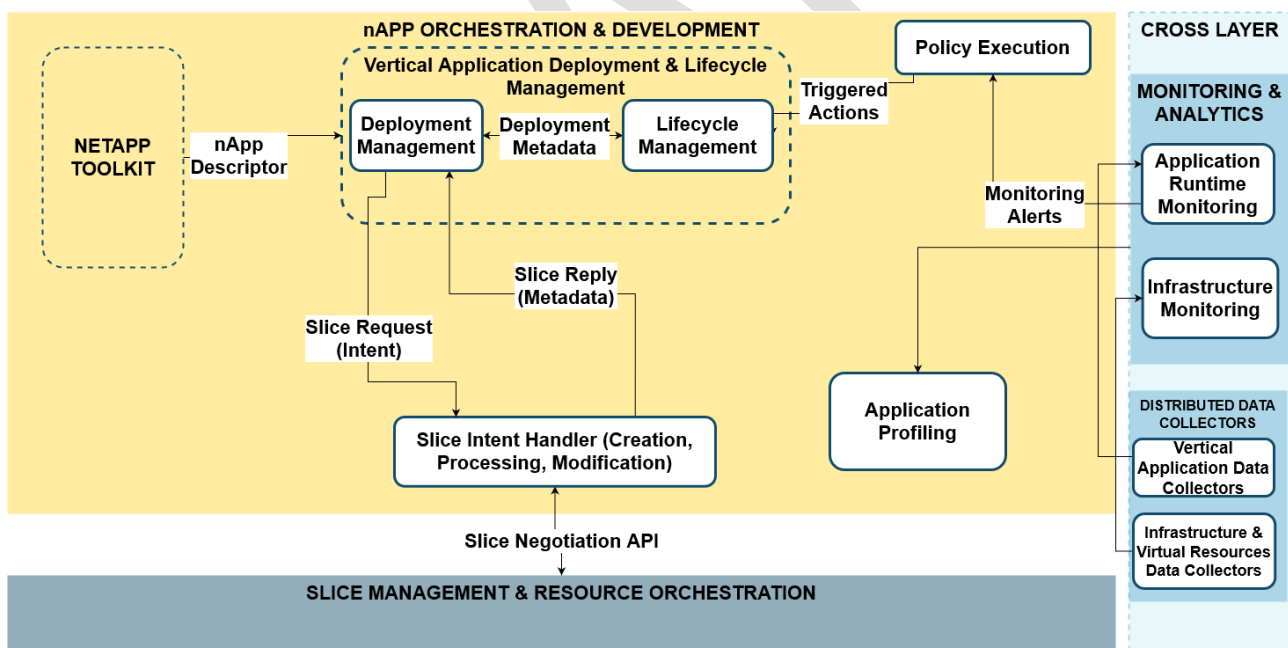 nAPP ORCHESTRATION & DEVELOPMENT
Vertical Application Deployment & Lifecycle
Management
NETAPP
TOOLKIT
nApp
Descriptor
Deployment
Management
Deployment
Metadata
Lifecycle
Management
Triggered
Actions
Policy Execution
Monitoring
Alerts
Slice Reply
(Metadata)
Slice Request
(Intent)
Slice Intent Handler (Creation,
Processing, Modification)
Application
Profiling
Slice Negotiation API
SLICE MANAGEMENT & RESOURCE ORCHESTRATION
CROSS LAYER
MONITORING &
ANALYTICS
Application
Runtime
Monitoring
Infrastructure
Monitoring
DISTRIBUTED DATA
COLLECTORS
Vertical
Application Data
Collectors
Infrastructure &
Virtual Resources
Data Collectors